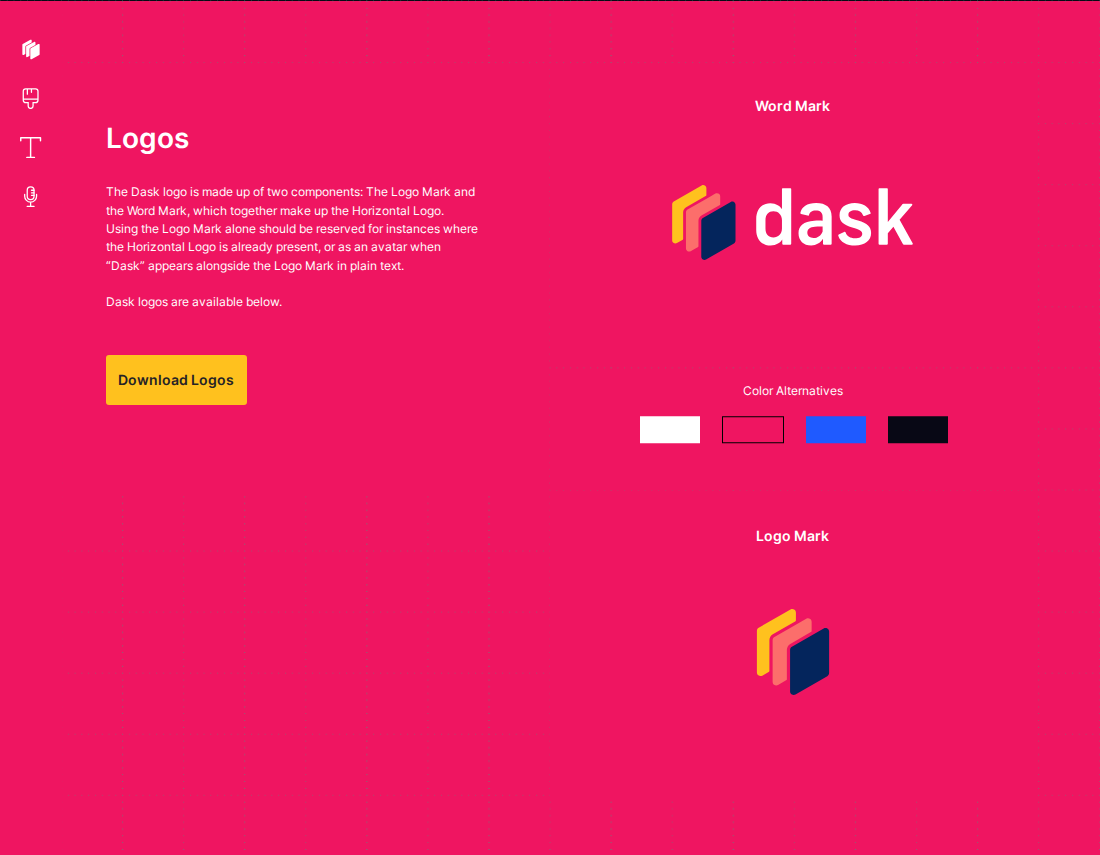 Logos
The Dask logo is made up of two components: The Logo Mark and
the Word Mark, which together make up the Horizontal Logo.
Using the Logo Mark alone should be reserved for instances where
the Horizontal Logo is already present, or as an avatar when
“Dask” appears alongside the Logo Mark in plain text.
Dask logos are available below.
Download Logos
Word Mark
dask
Color Alternatives
Logo Mark